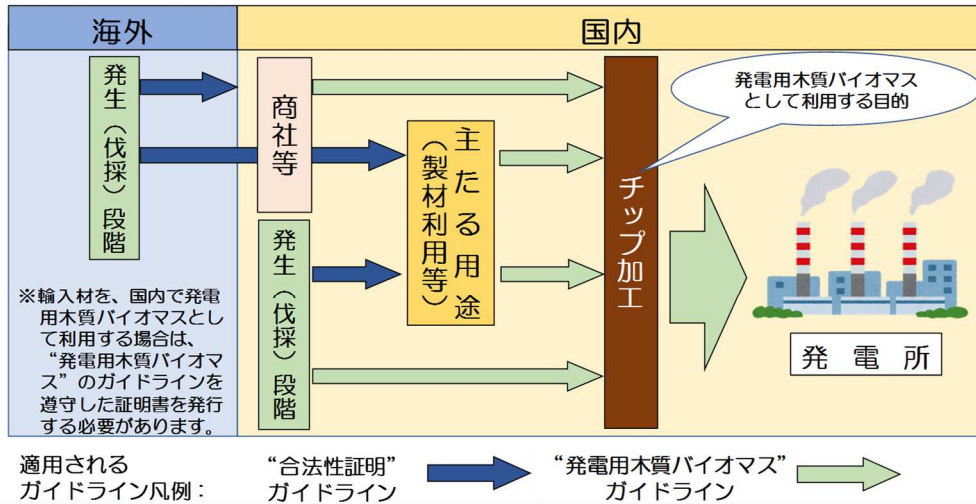 海外
国内
発生（伐採）段階
商社等
発生（伐採）段階
主たる用途
（製材利用等）
チップ加工
発電用木質バイオマス
として利用する目的
発電所
※輸入材を、国内で発電
用木質バイオマスとし
て利用する場合は、
“発電用木質バイオマ
ス”のガイドラインを
遵守した証明書を発行
する必要があります。
適用される
ガイドライン凡例：
“合法性証明”
ガイドライン
“発電用木質バイオマス”
ガイドライン